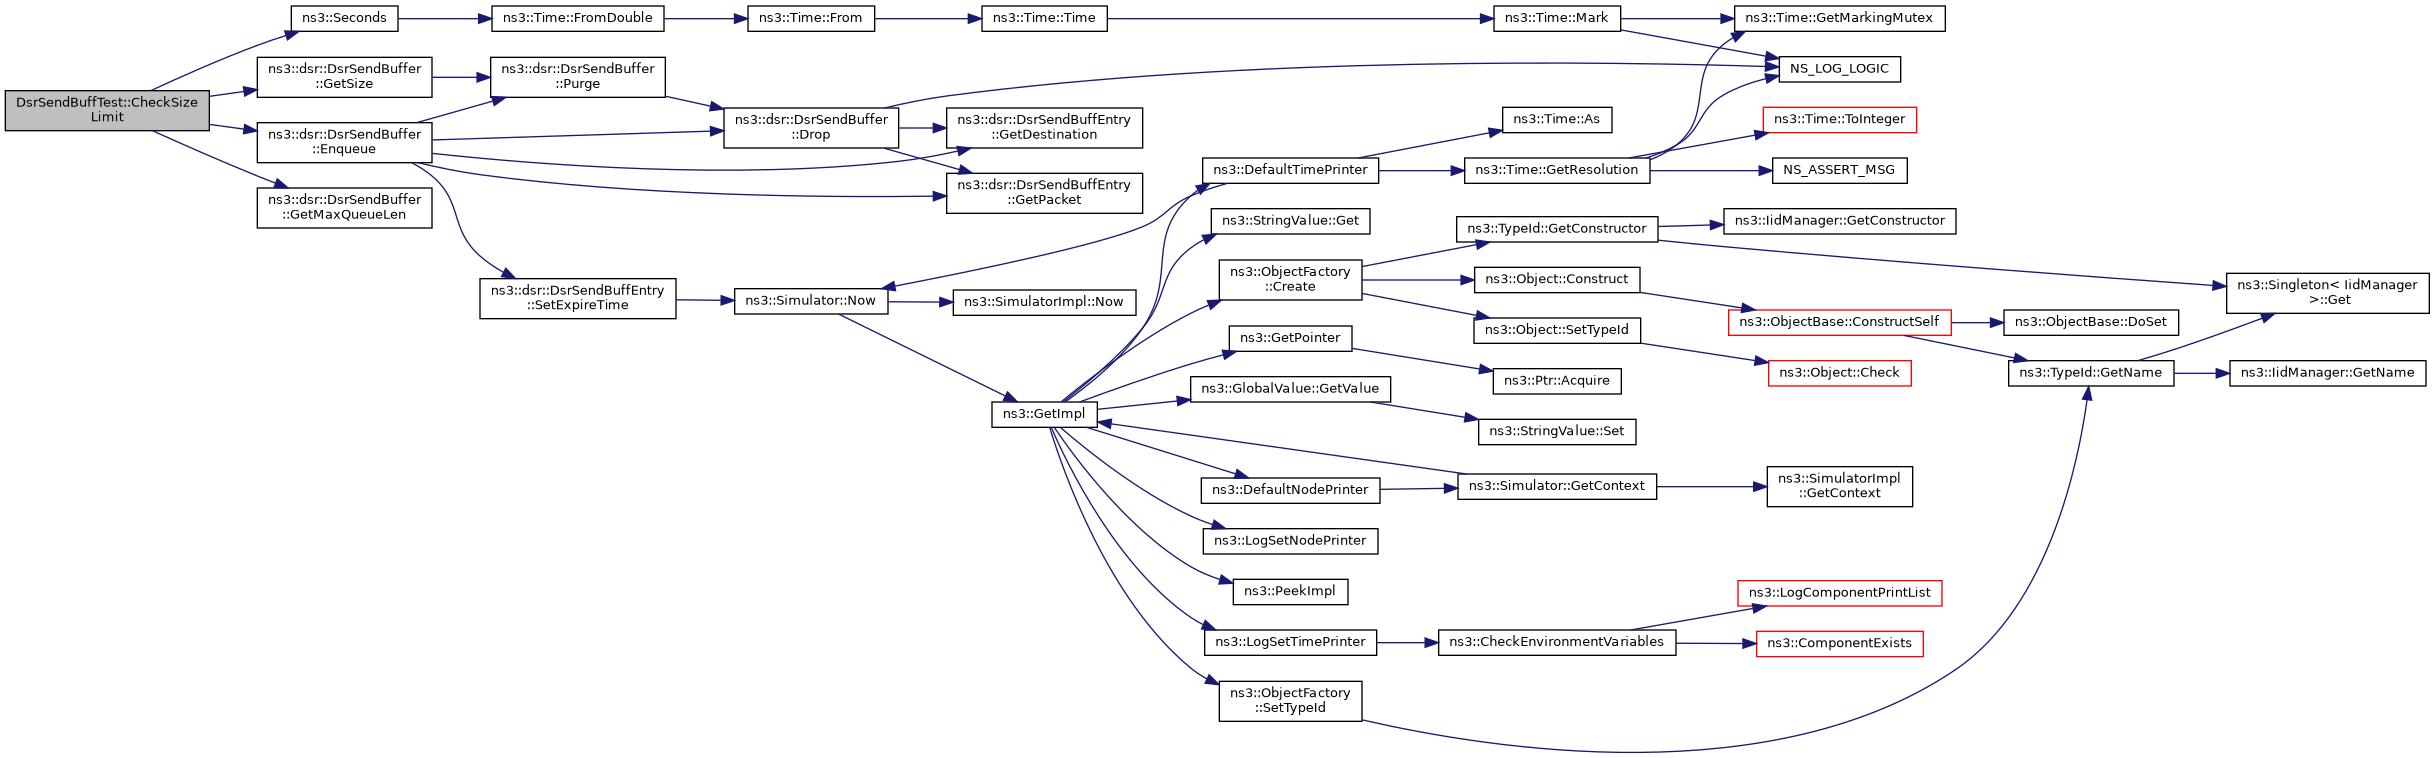 DsrSendBuffTest::CheckSize
Limit
ns3::Seconds
ns3::Time::FromDouble
ns3::Time::From
ns3::Time::Time
ns3::Time::Mark
ns3::Time::GetMarkingMutex
NS_LOG_LOGIC
ns3::dsr::DsrSendBuffer
::GetSize
ns3::dsr::DsrSendBuffer
::Purge
ns3::dsr::DsrSendBuffer
::Drop
ns3::dsr::DsrSendBuffEntry
::GetDestination
ns3::dsr::DsrSendBuffEntry
::GetPacket
ns3::dsr::DsrSendBuffer
::Enqueue
ns3::dsr::DsrSendBuffer
::GetMaxQueueLen
ns3::dsr::DsrSendBuffEntry
::SetExpireTime
ns3::Simulator::Now
ns3::SimulatorImpl::Now
ns3::GetImpl
ns3::DefaultTimePrinter
ns3::Time::As
ns3::Time::GetResolution
ns3::Time::ToInteger
NS_ASSERT_MSG
ns3::StringValue::Get
ns3::ObjectFactory
::Create
ns3::TypeId::GetConstructor
ns3::IidManager::GetConstructor
ns3::Singleton< IidManager
>::Get
ns3::Object::Construct
ns3::ObjectBase::ConstructSelf
ns3::ObjectBase::DoSet
ns3::TypeId::GetName
ns3::IidManager::GetName
ns3::Object::SetTypeId
ns3::Object::Check
ns3::GetPointer
ns3::Ptr::Acquire
ns3::GlobalValue::GetValue
ns3::StringValue::Set
ns3::DefaultNodePrinter
ns3::Simulator::GetContext
ns3::SimulatorImpl
::GetContext
ns3::LogSetNodePrinter
ns3::PeekImpl
ns3::LogSetTimePrinter
ns3::CheckEnvironmentVariables
ns3::LogComponentPrintList
ns3::ComponentExists
ns3::ObjectFactory
::SetTypeId